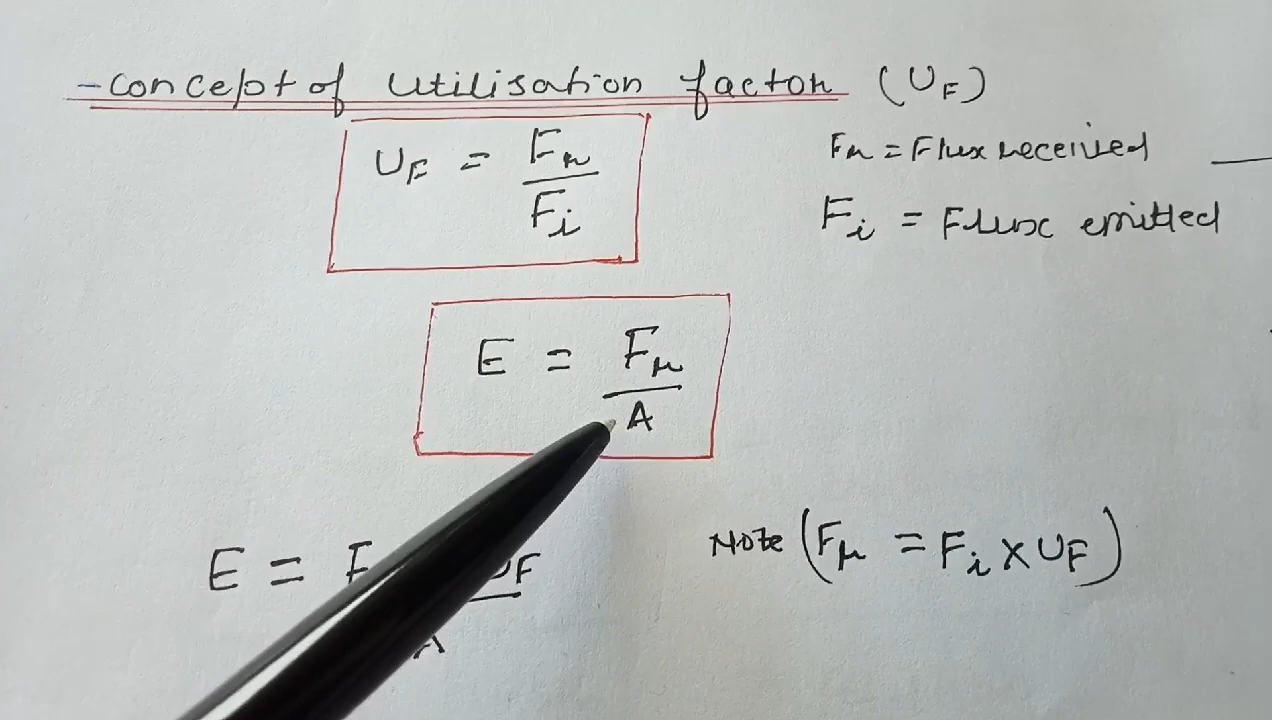 - concept of Utilisation factor (UF)
UF = Fr / Fi
Fr = Flux received
Fi = Flux emitted
E = Fr / A
E = F UF / A
Note (Fr = Fi x UF)